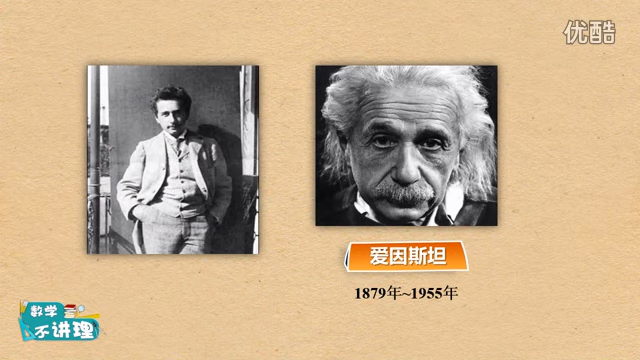 优酷
爱因斯坦
1879年~1955年
数学
不讲理